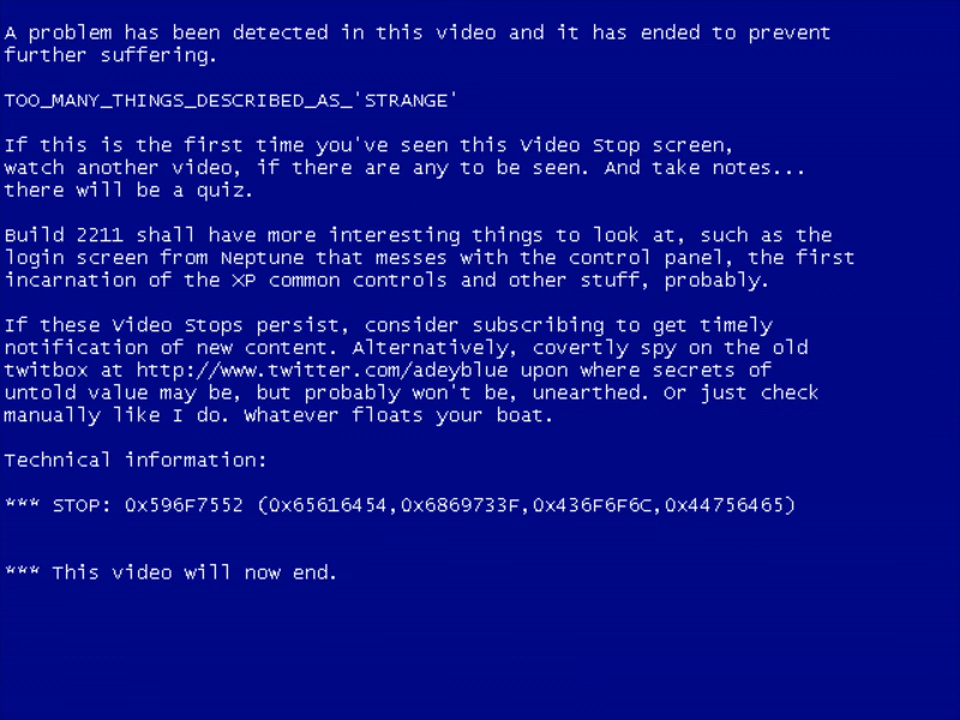 A problem has been detected in this video and it has ended to prevent
further suffering.
TOO_MANY_THINGS_DESCRIBED_AS_'STRANGE'
If this is the first time you've seen this Video Stop screen,
watch another video, if there are any to be seen. And take notes...
there will be a quiz.
Build 2211 shall have more interesting things to look at, such as the
login screen from Neptune that messes with the control panel, the first
incarnation of the XP common controls and other stuff, probably.
If these Video Stops persist, consider subscribing to get timely
notification of new content. Alternatively, covertly spy on the old
twitbox at http://www.twitter.com/adeyblue upon where secrets of
untold value may be, but probably won't be, unearthed. Or just check
manually like I do. Whatever floats your boat.
Technical information:
*** STOP: 0x596F7552 (0x65616454,0x6869733F,0x436F6F6C,0x44756465)
*** This video will now end.